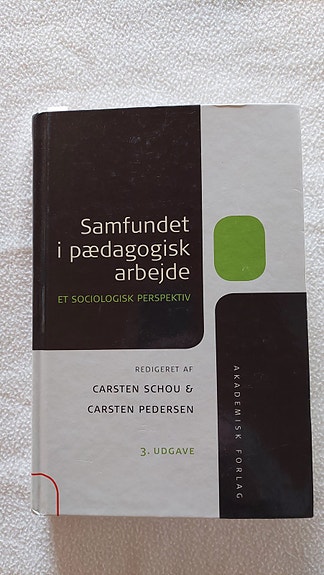 Samfundet
i pædagogisk
arbejde
ET SOCIOLOGISK PERSPEKTIV
REDIGERET AF
CARSTEN SCHOU &
CARSTEN PEDERSEN
3. UDGAVE
AKADEMISK FORLAG